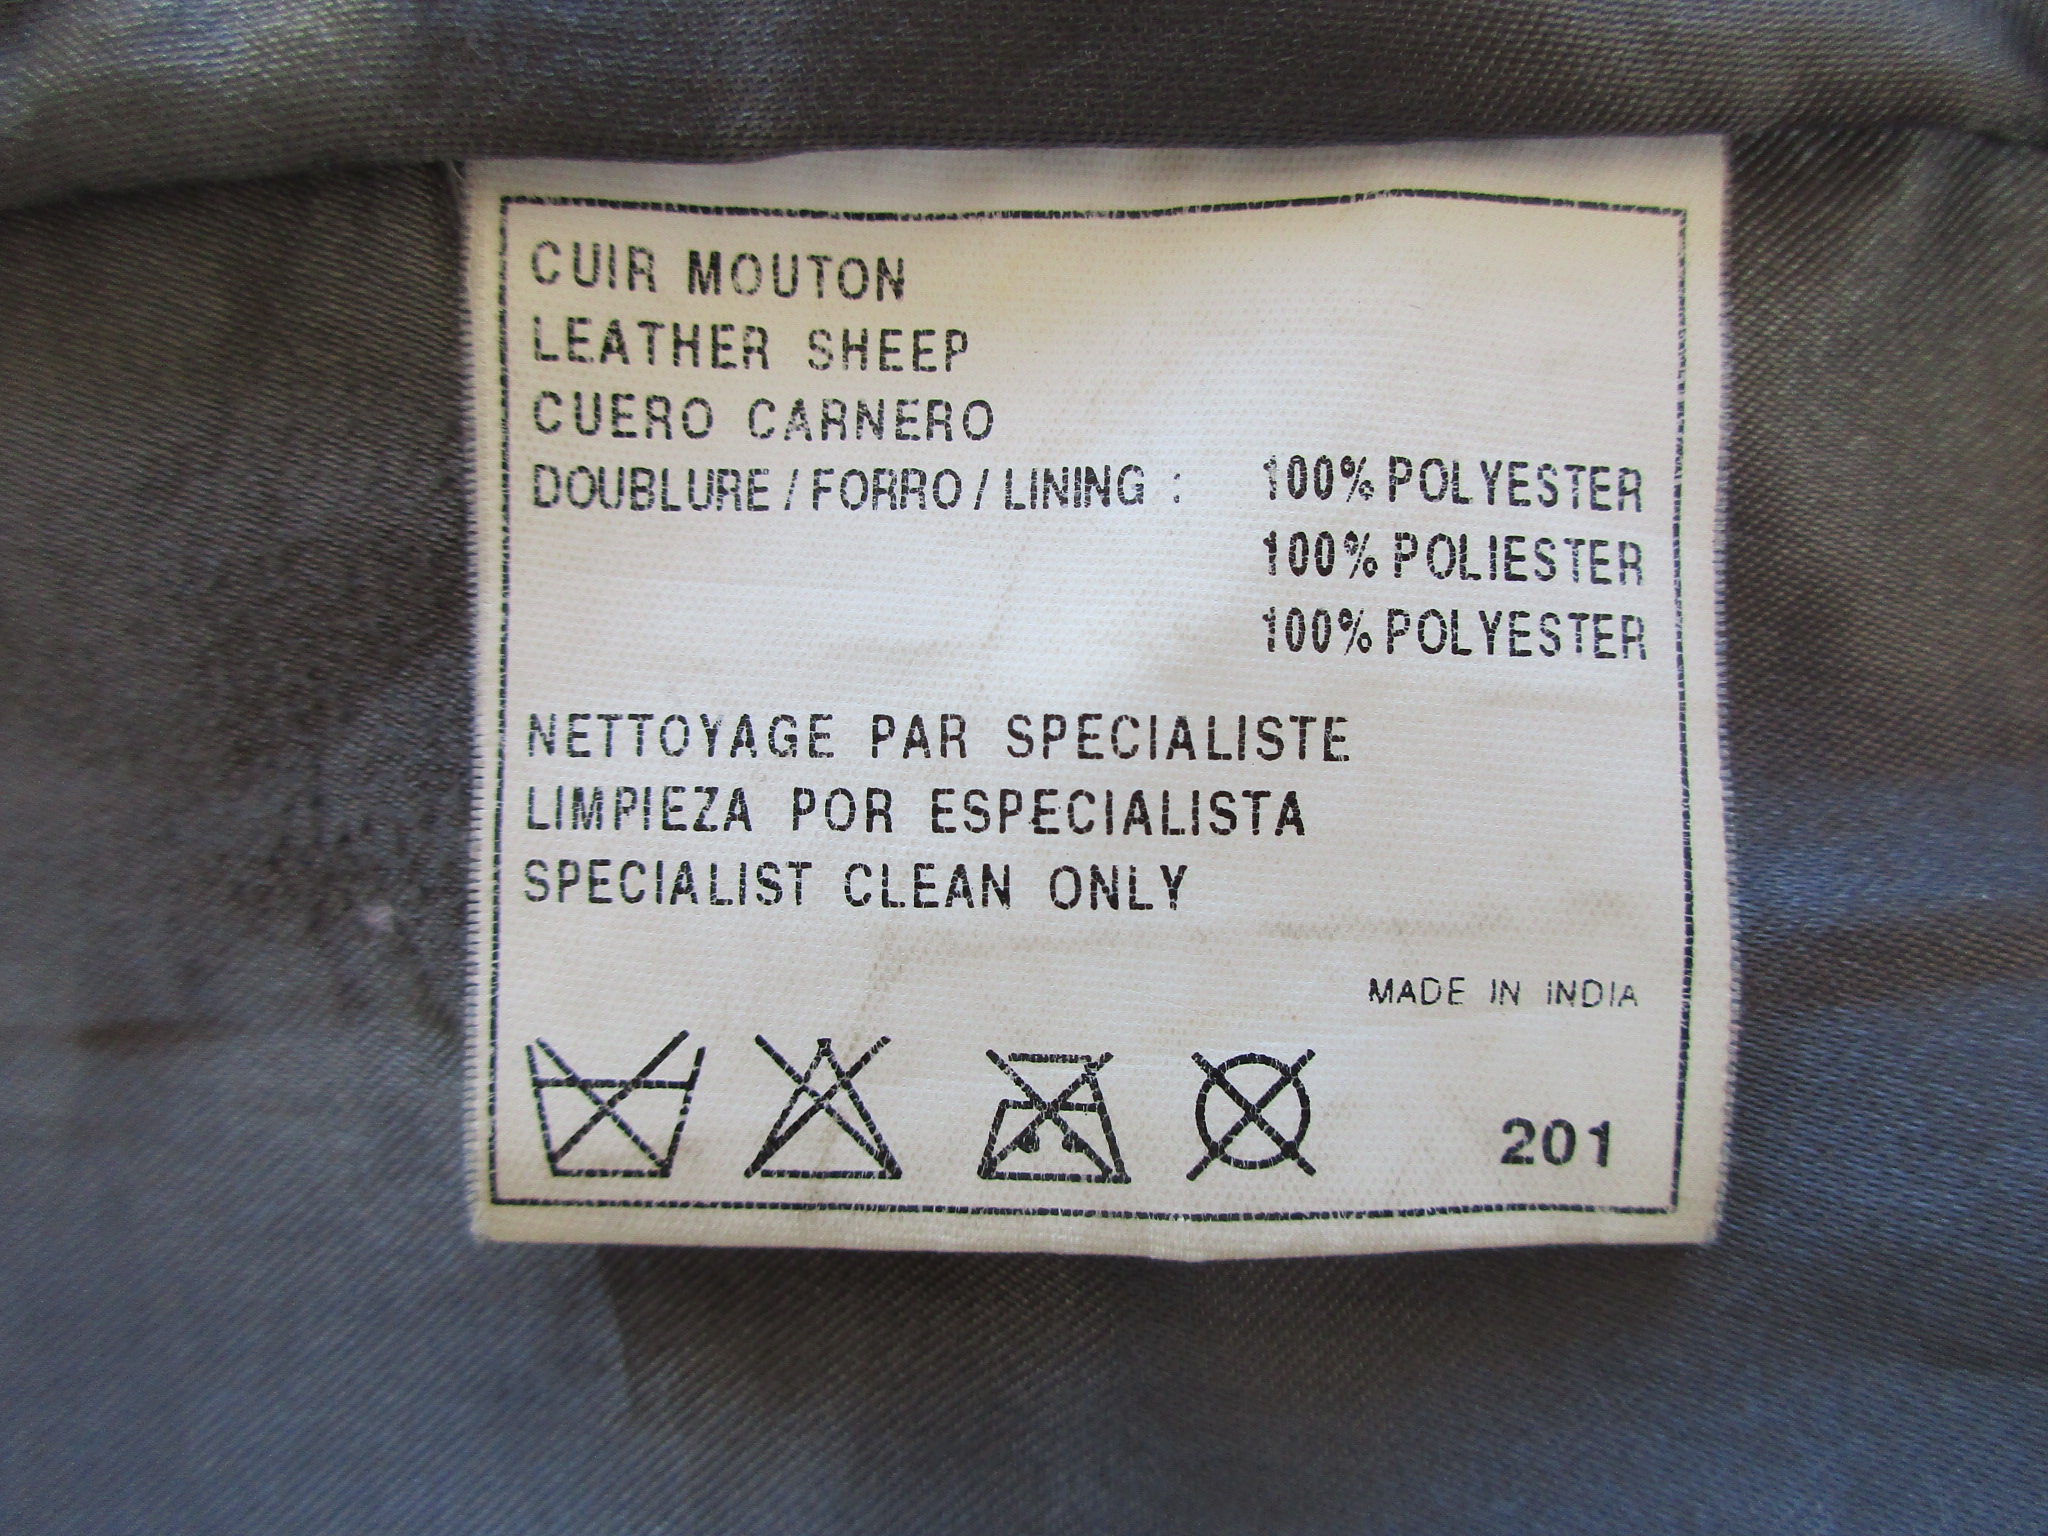 CUIR MOUTON
LEATHER SHEEP
CUERO CARNERO
DOUBLURE / FORRO / LINING : 100% POLYESTER
100% POLIESTER
100% POLYESTER
NETTOYAGE PAR SPECIALISTE
LIMPIEZA POR ESPECIALISTA
SPECIALIST CLEAN ONLY
MADE IN INDIA
201